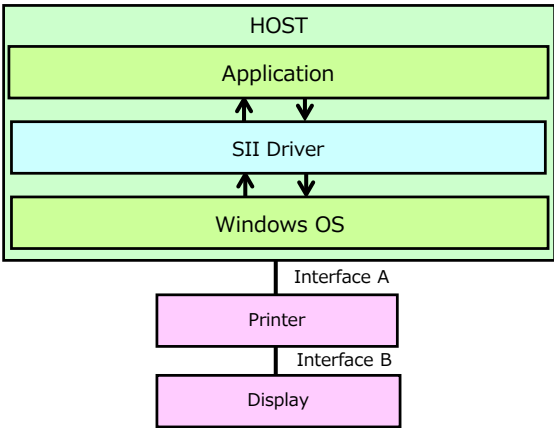 HOST
Application
SII Driver
Windows OS
Interface A
Printer
Interface B
Display